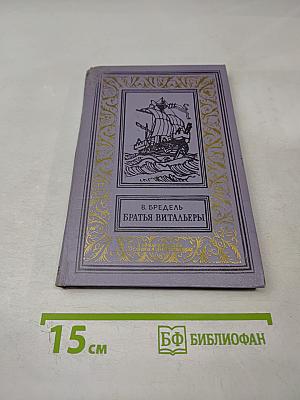 В. БРЕДЕЛЬ
БРАТЬЯ ВИТАЛЬЕРЫ
15 см
БФ БИБЛИОФАН